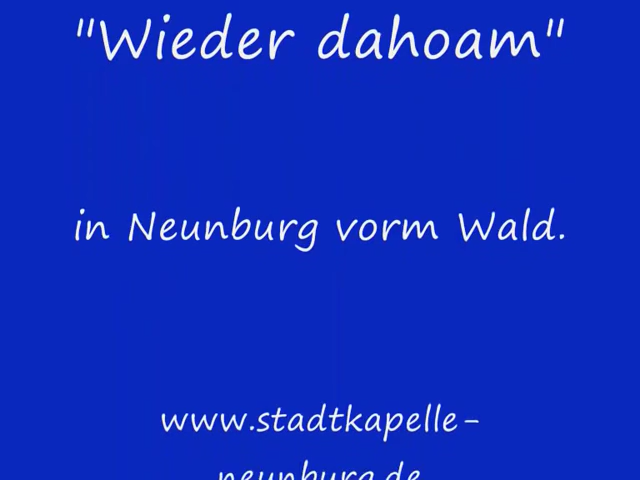 "Wieder dahoam"
in Neunburg vorm Wald.
www.stadtkapelle-
neunburg.de